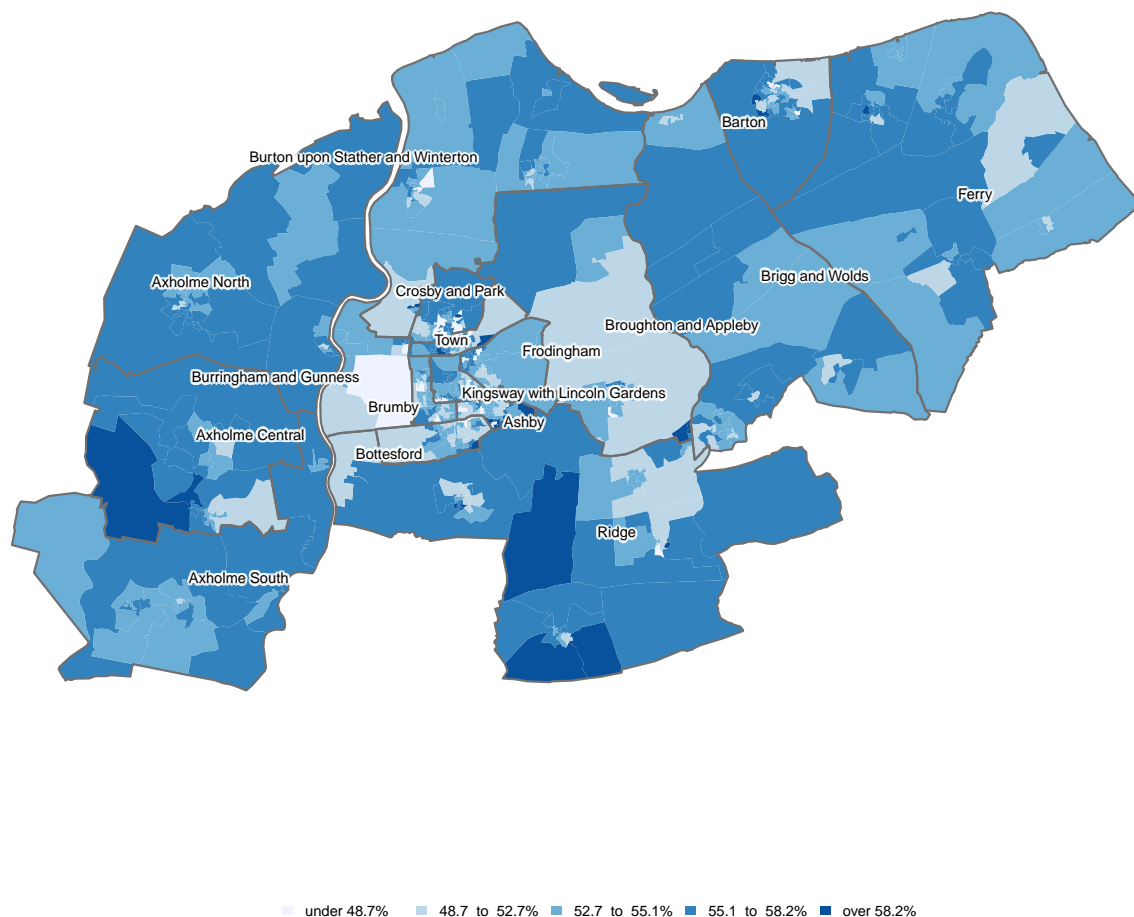 Barton
Burton upon Stather and Winterton
Ferry
Brigg and Wolds
Axholme North
Crosby and Park
Broughton and Appleby
Town
Frodingham
Burringham and Gunness
Kingsway with Lincoln Gardens
Brumby
Ashby
Axholme Central
Bottesford
Ridge
Axholme South
under 48.7% 48.7 to 52.7% 52.7 to 55.1% 55.1 to 58.2% over 58.2%